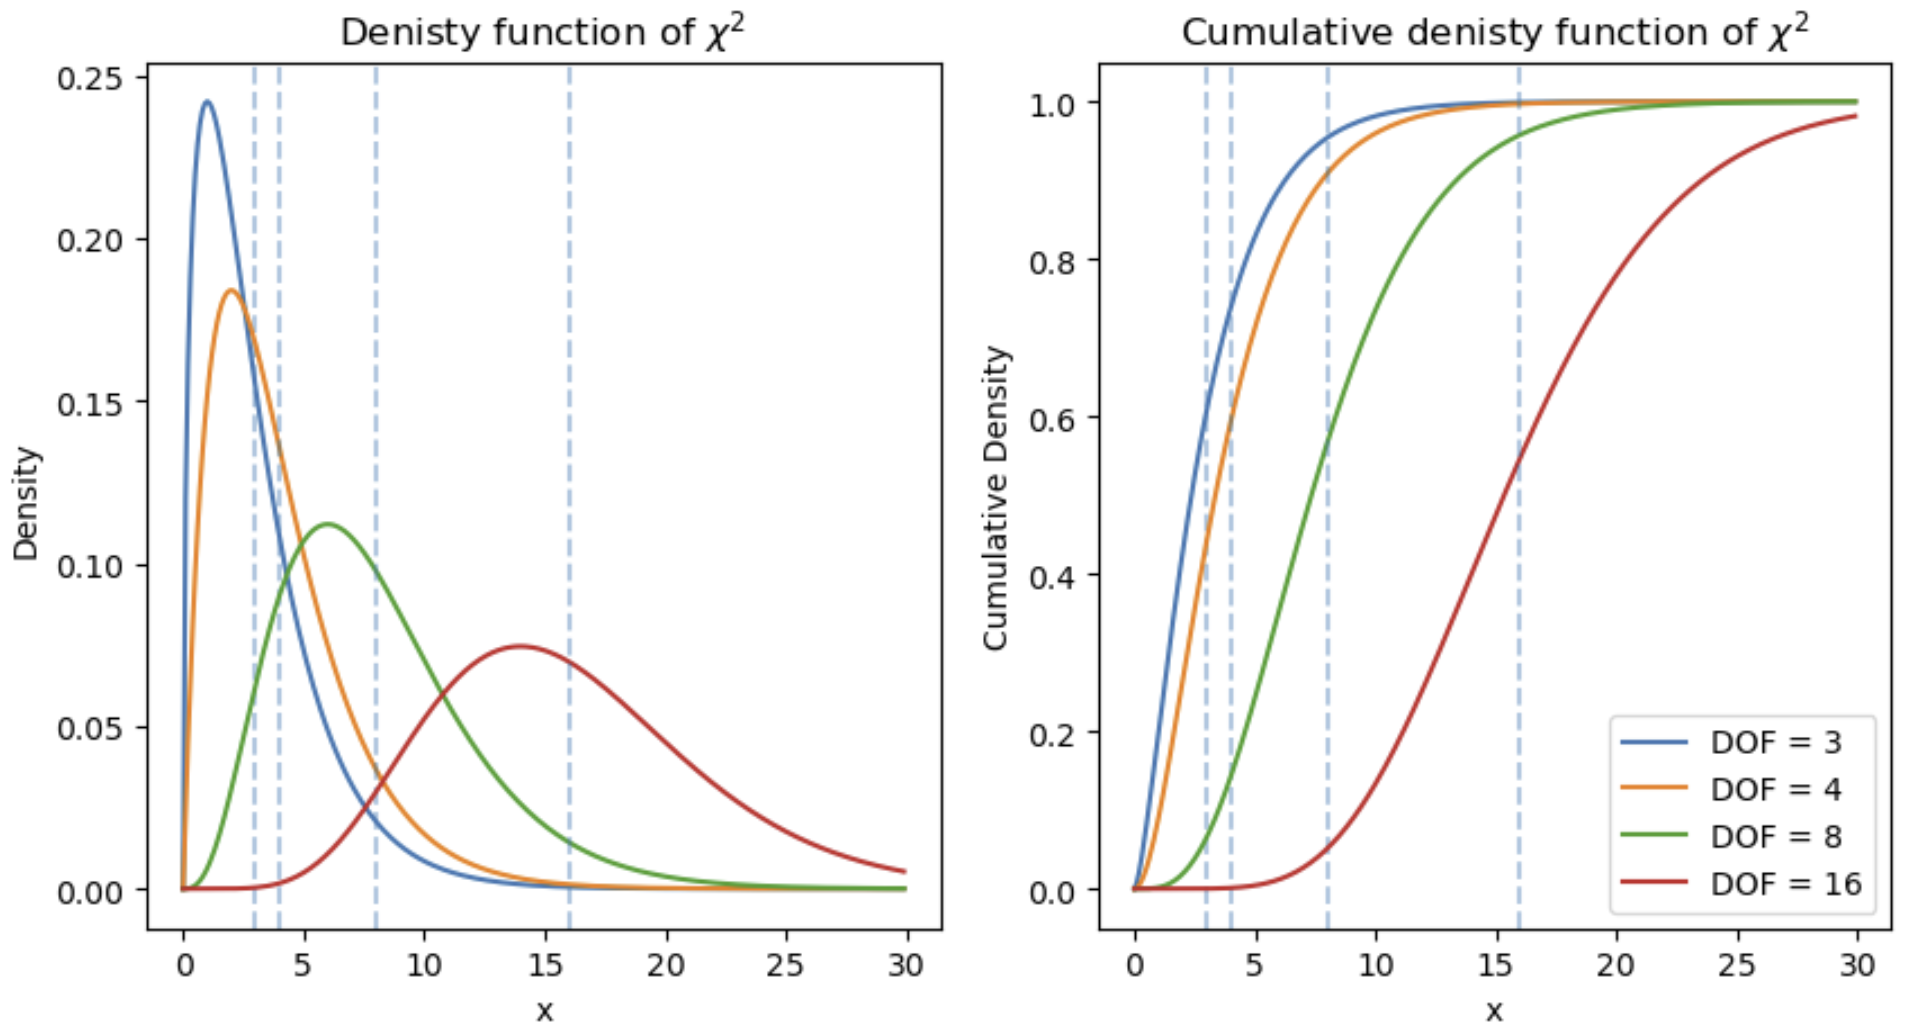 Denisty function of χ²
0.25
0.20
0.15
0.10
0.05
0.00
Density
0 5 10 15 20 25 30
x
Cumulative denisty function of χ²
1.0
0.8
0.6
0.4
0.2
0.0
Cumulative Density
0 5 10 15 20 25 30
x
DOF = 3
DOF = 4
DOF = 8
DOF = 16